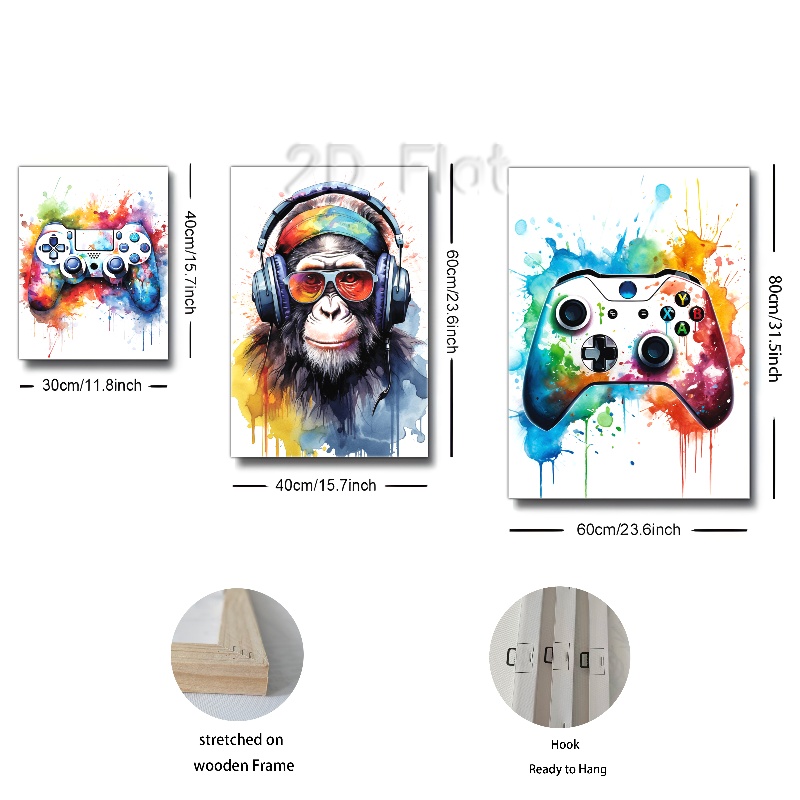 2D Flat
40cm/15.7inch
60cm/23.6inch
80cm/31.5inch
Y
X
B
A
30cm/11.8inch
40cm/15.7inch
60cm/23.6inch
stretched on
wooden Frame
Hook
Ready to Hang